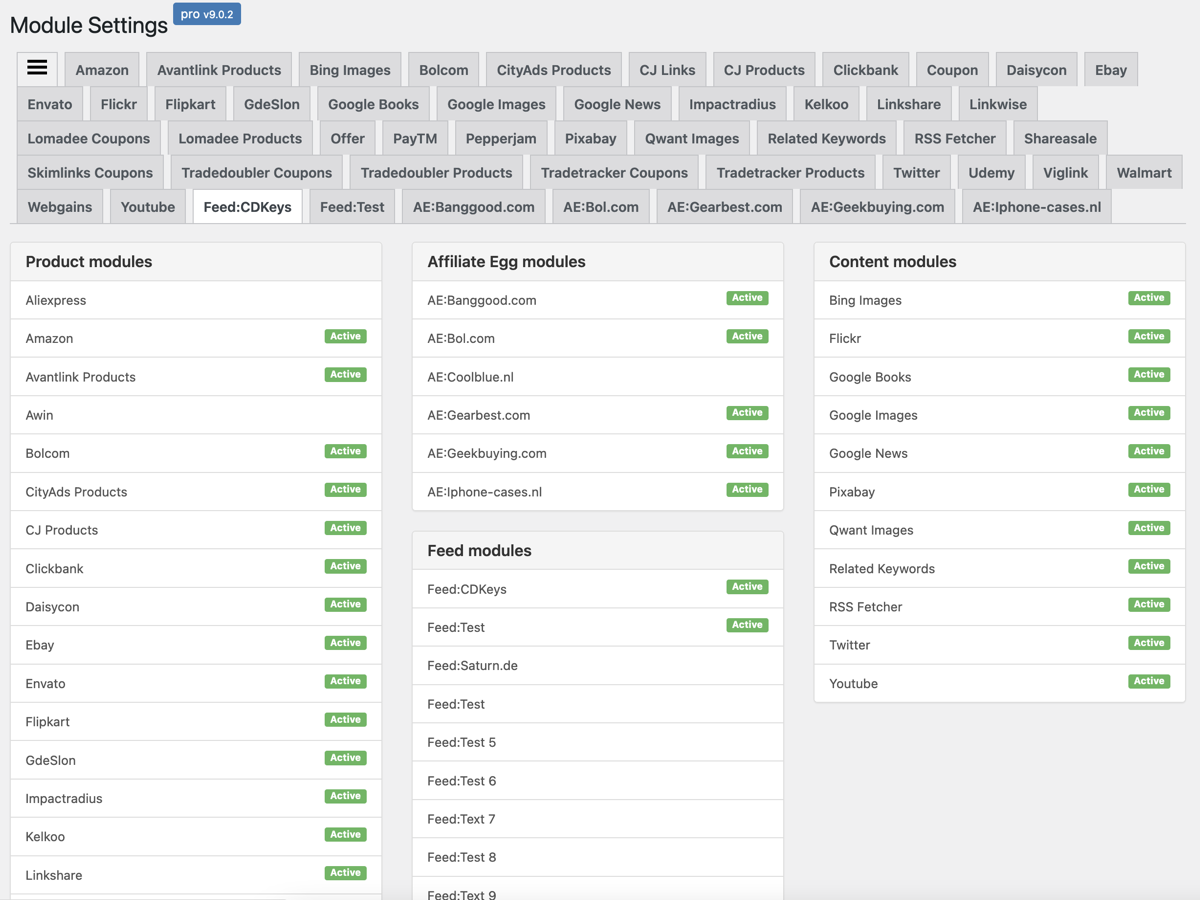 Module Settings pro v9.0.2
Amazon Avantlink Products Bing Images Bolcom CityAds Products CJ Links CJ Products Clickbank Coupon Daisycon Ebay
Envato Flickr Flipkart GdeSlon Google Books Google Images Google News Impactradius Kelkoo Linkshare Linkwise
Lomadee Coupons Lomadee Products Offer PayTM Pepperjam Pixabay Qwant Images Related Keywords RSS Fetcher Shareasale
Skimlinks Coupons Tradedoubler Coupons Tradedoubler Products Tradetracker Coupons Tradetracker Products Twitter Udemy Viglink Walmart
Webgains Youtube Feed:CDKeys Feed:Test AE:Banggood.com AE:Bol.com AE:Gearbest.com AE:Geekbuying.com AE:Iphone-cases.nl
Product modules
Aliexpress
Amazon Active
Avantlink Products Active
Awin
Bolcom Active
CityAds Products Active
CJ Products Active
Clickbank Active
Daisycon Active
Ebay Active
Envato Active
Flipkart Active
GdeSlon Active
Impactradius Active
Kelkoo Active
Linkshare Active
Affiliate Egg modules
AE:Banggood.com Active
AE:Bol.com Active
AE:Coolblue.nl
AE:Gearbest.com Active
AE:Geekbuying.com Active
AE:Iphone-cases.nl Active
Feed modules
Feed:CDKeys Active
Feed:Test Active
Feed:Saturn.de
Feed:Test
Feed:Test 5
Feed:Test 6
Feed:Text 7
Feed:Test 8
Feed:Text 9
Content modules
Bing Images Active
Flickr Active
Google Books Active
Google Images Active
Google News Active
Pixabay Active
Qwant Images Active
Related Keywords Active
RSS Fetcher Active
Twitter Active
Youtube Active